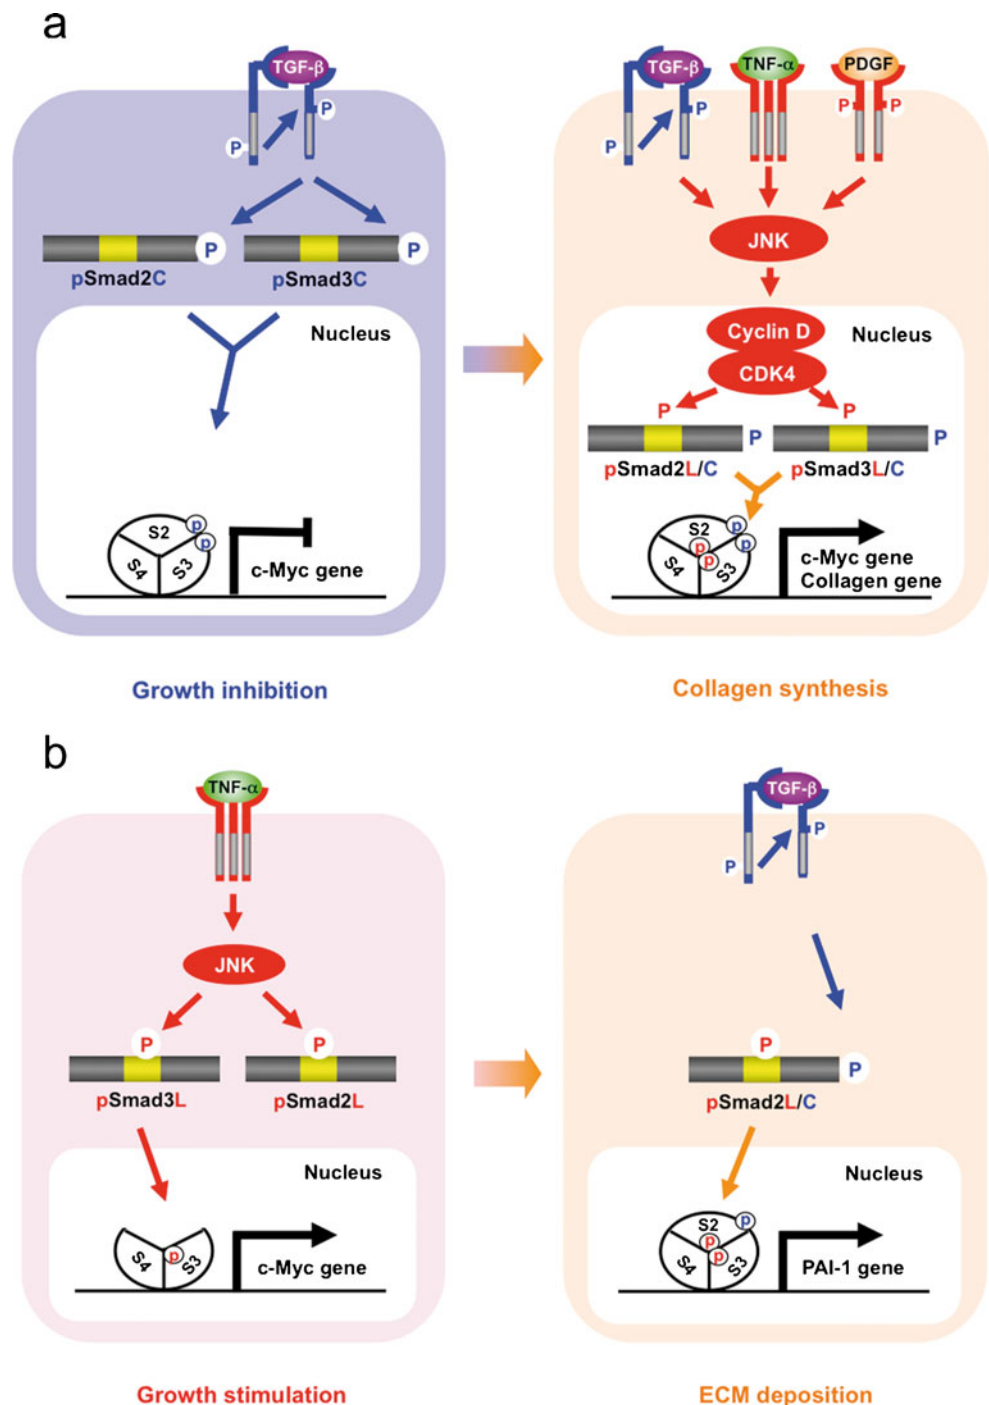 a
TGF-β
P
P
P
P
pSmad2C
pSmad3C
Nucleus
S2
S4
S3
p
p
c-Myc gene
Growth inhibition
TGF-β
TNF-α
PDGF
P
P
P
P
JNK
Cyclin D
Nucleus
CDK4
P
P
P
P
pSmad2L/C
pSmad3L/C
S2
S4
S3
p
p
p
p
c-Myc gene
Collagen gene
Collagen synthesis
b
TNF-α
JNK
P
P
pSmad3L
pSmad2L
Nucleus
S4
S3
p
c-Myc gene
Growth stimulation
TGF-β
P
P
P
P
pSmad2L/C
Nucleus
S2
S4
S3
p
p
p
PAI-1 gene
ECM deposition